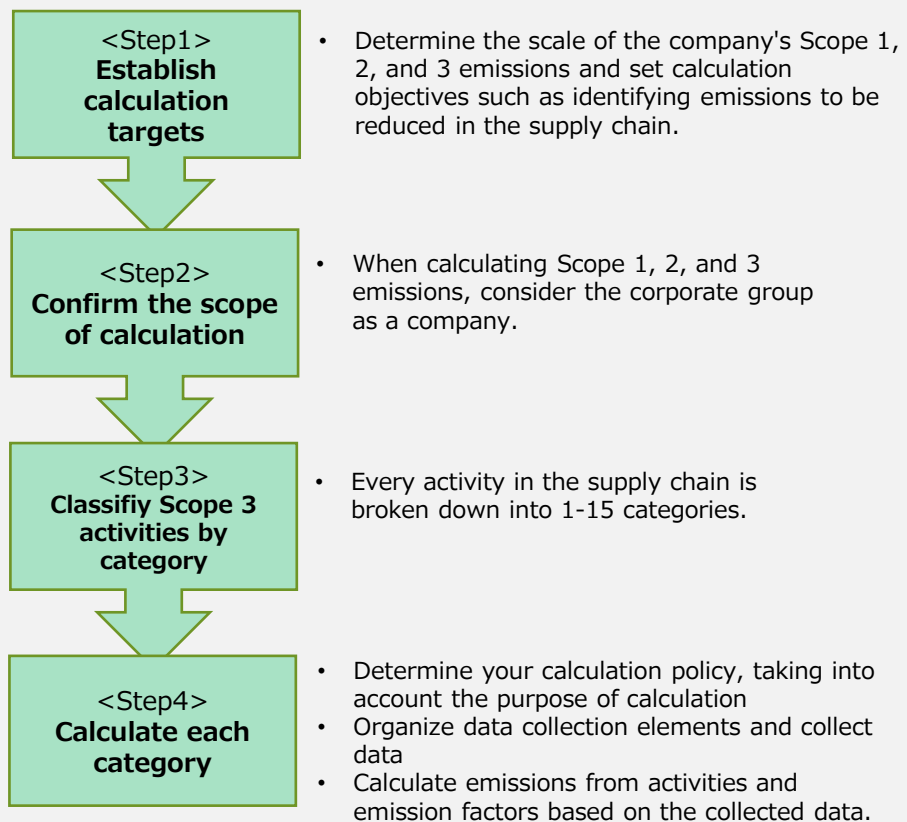 <Step1>
Establish
calculation
targets
• Determine the scale of the company's Scope 1,
2, and 3 emissions and set calculation
objectives such as identifying emissions to be
reduced in the supply chain.
<Step2>
Confirm the scope
of calculation
• When calculating Scope 1, 2, and 3
emissions, consider the corporate group
as a company.
<Step3>
Classifiy Scope 3
activities by
category
• Every activity in the supply chain is
broken down into 1-15 categories.
<Step4>
Calculate each
category
• Determine your calculation policy, taking into
account the purpose of calculation
• Organize data collection elements and collect
data
• Calculate emissions from activities and
emission factors based on the collected data.